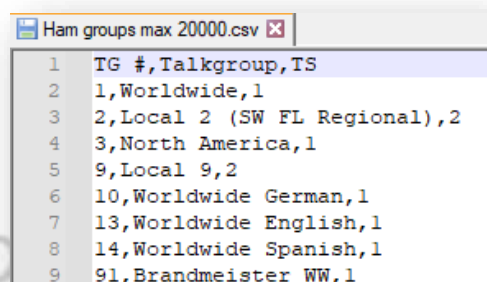 Ham groups max 20000.csv
1 TG #,Talkgroup,TS
2 1,Worldwide,1
3 2,Local 2 (SW FL Regional),2
4 3,North America,1
5 9,Local 9,2
6 10,Worldwide German,1
7 13,Worldwide English,1
8 14,Worldwide Spanish,1
9 91,Brandmeister WW,1